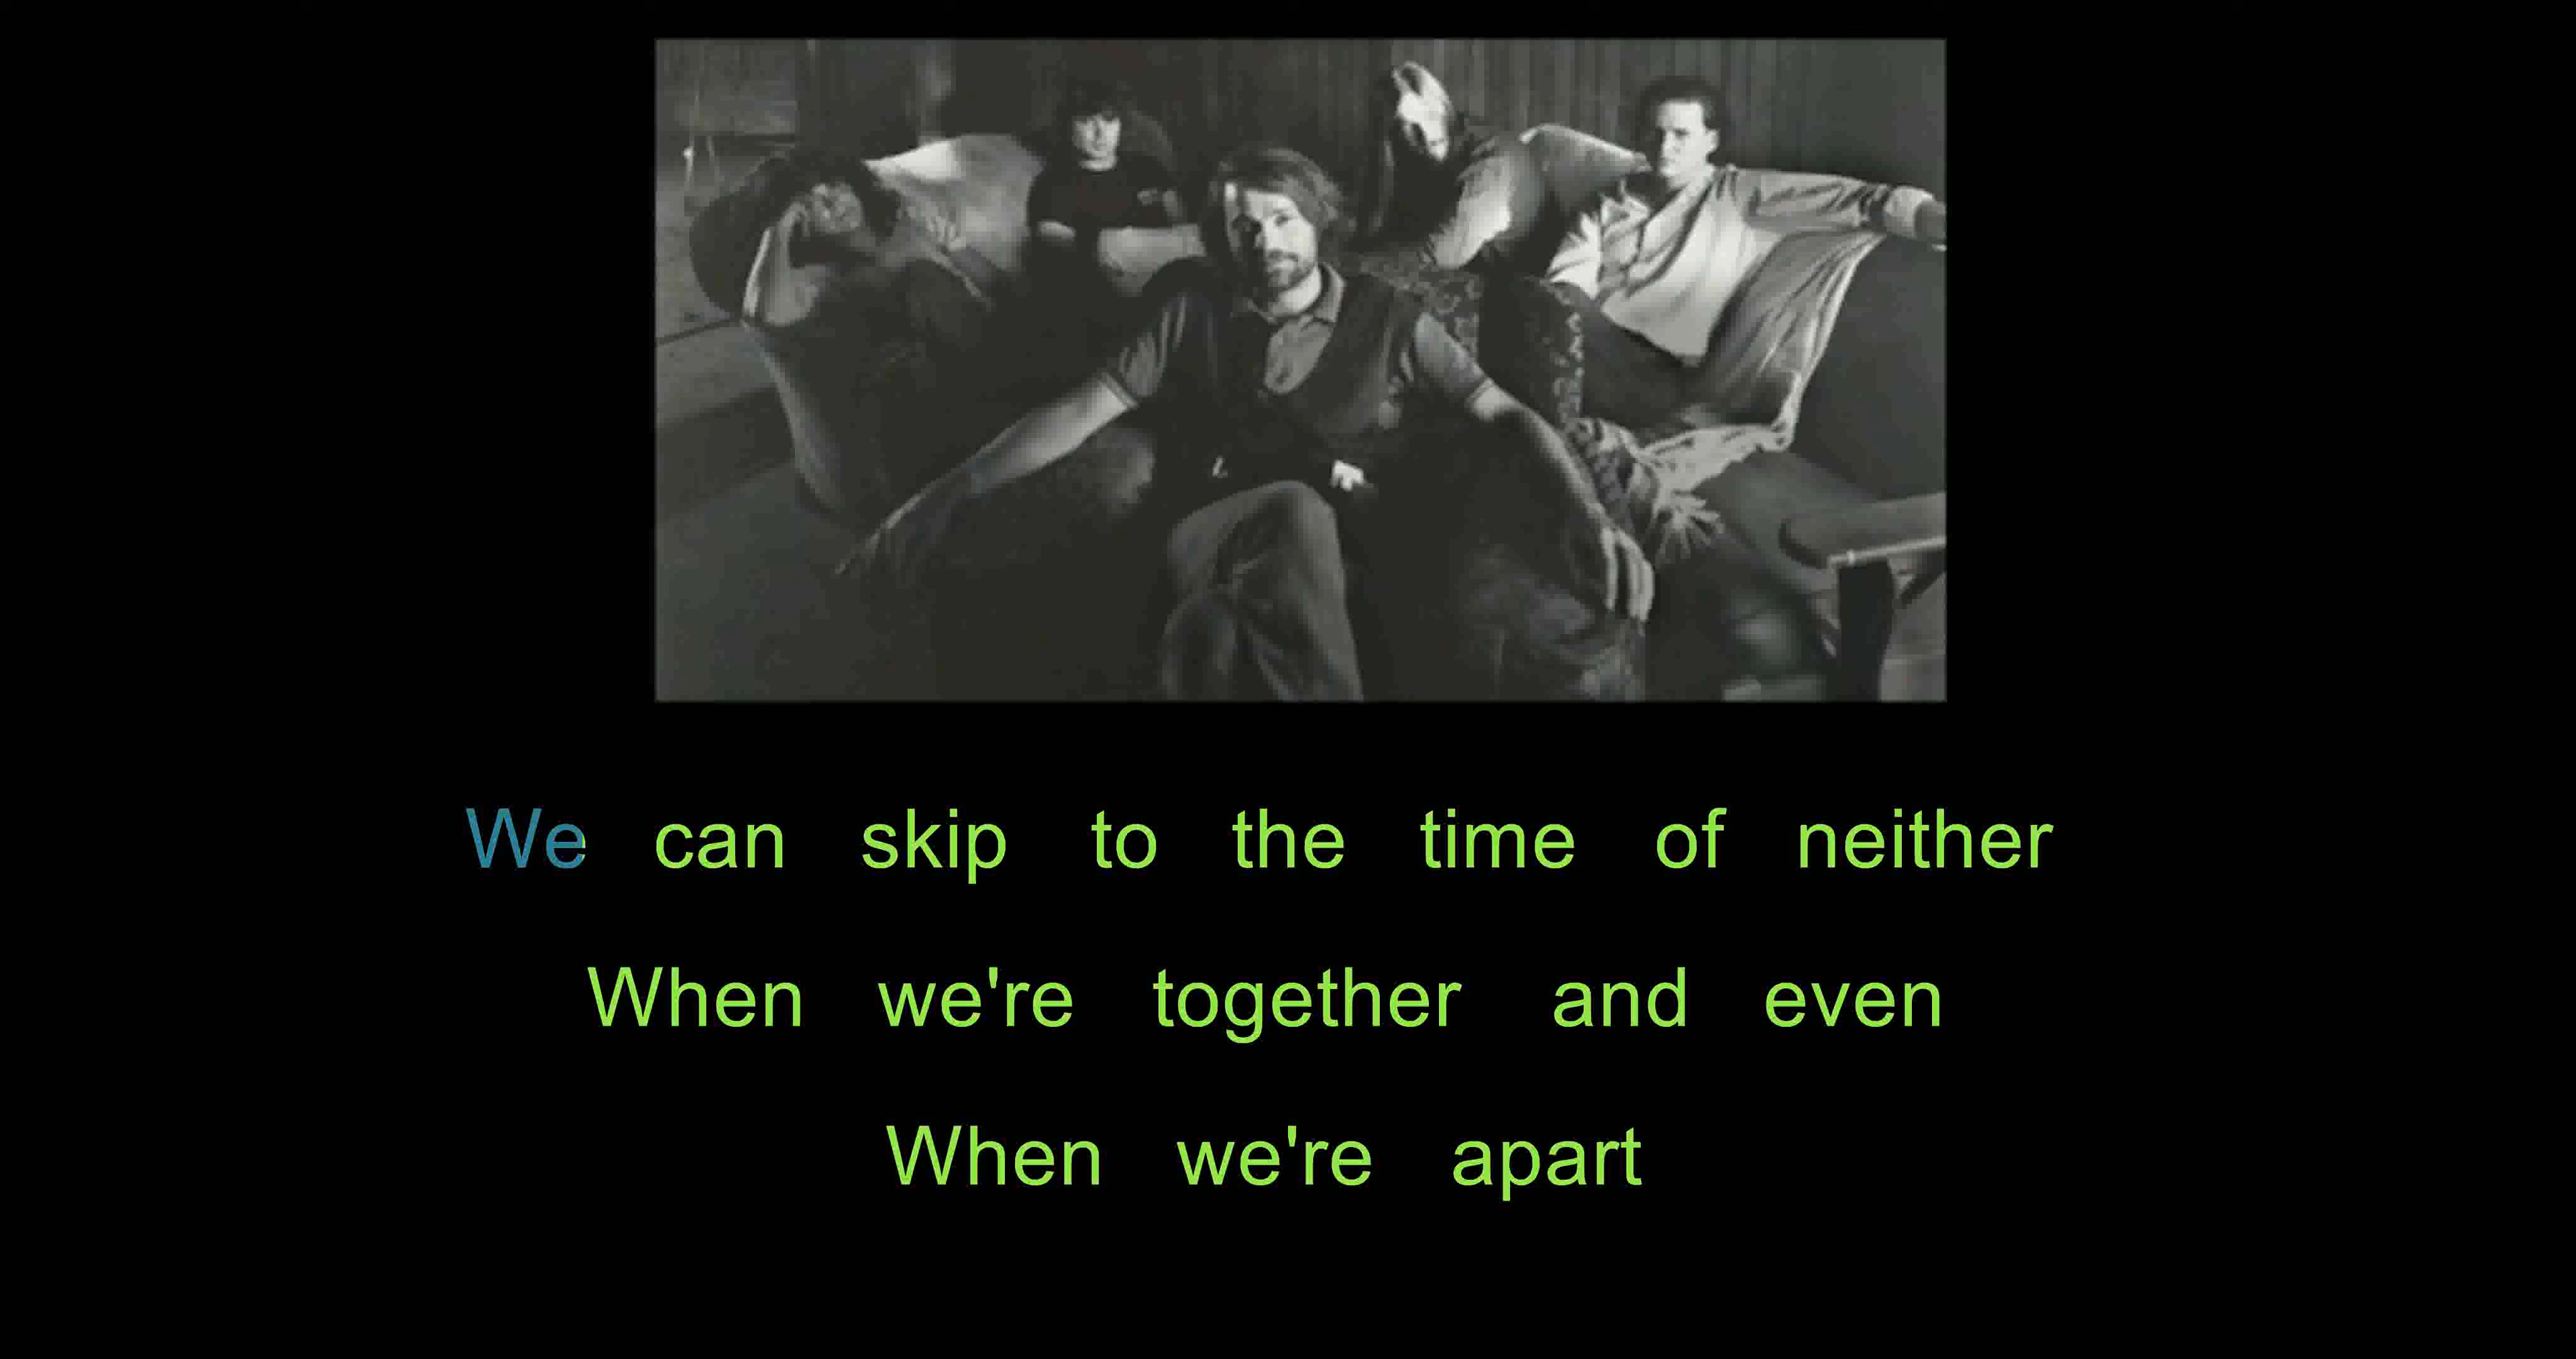 We can skip to the time of neither
When we're together and even
When we're apart